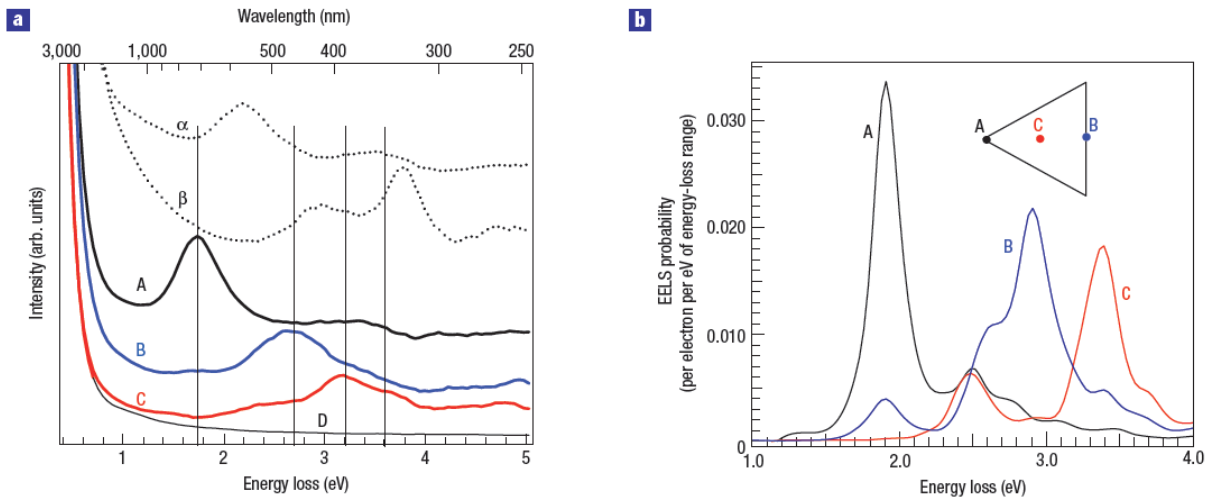 a
Wavelength (nm)
3,000 1,000 500 400 300 250
Intensity (arb. units)
α
β
A
B
C
D
1 2 3 4 5
Energy loss (eV)
b
EELS probability
(per electron per eV of energy-loss range)
0.030
0.020
0.010
0
A
B
C
A
C
B
1.0 2.0 3.0 4.0
Energy loss (eV)